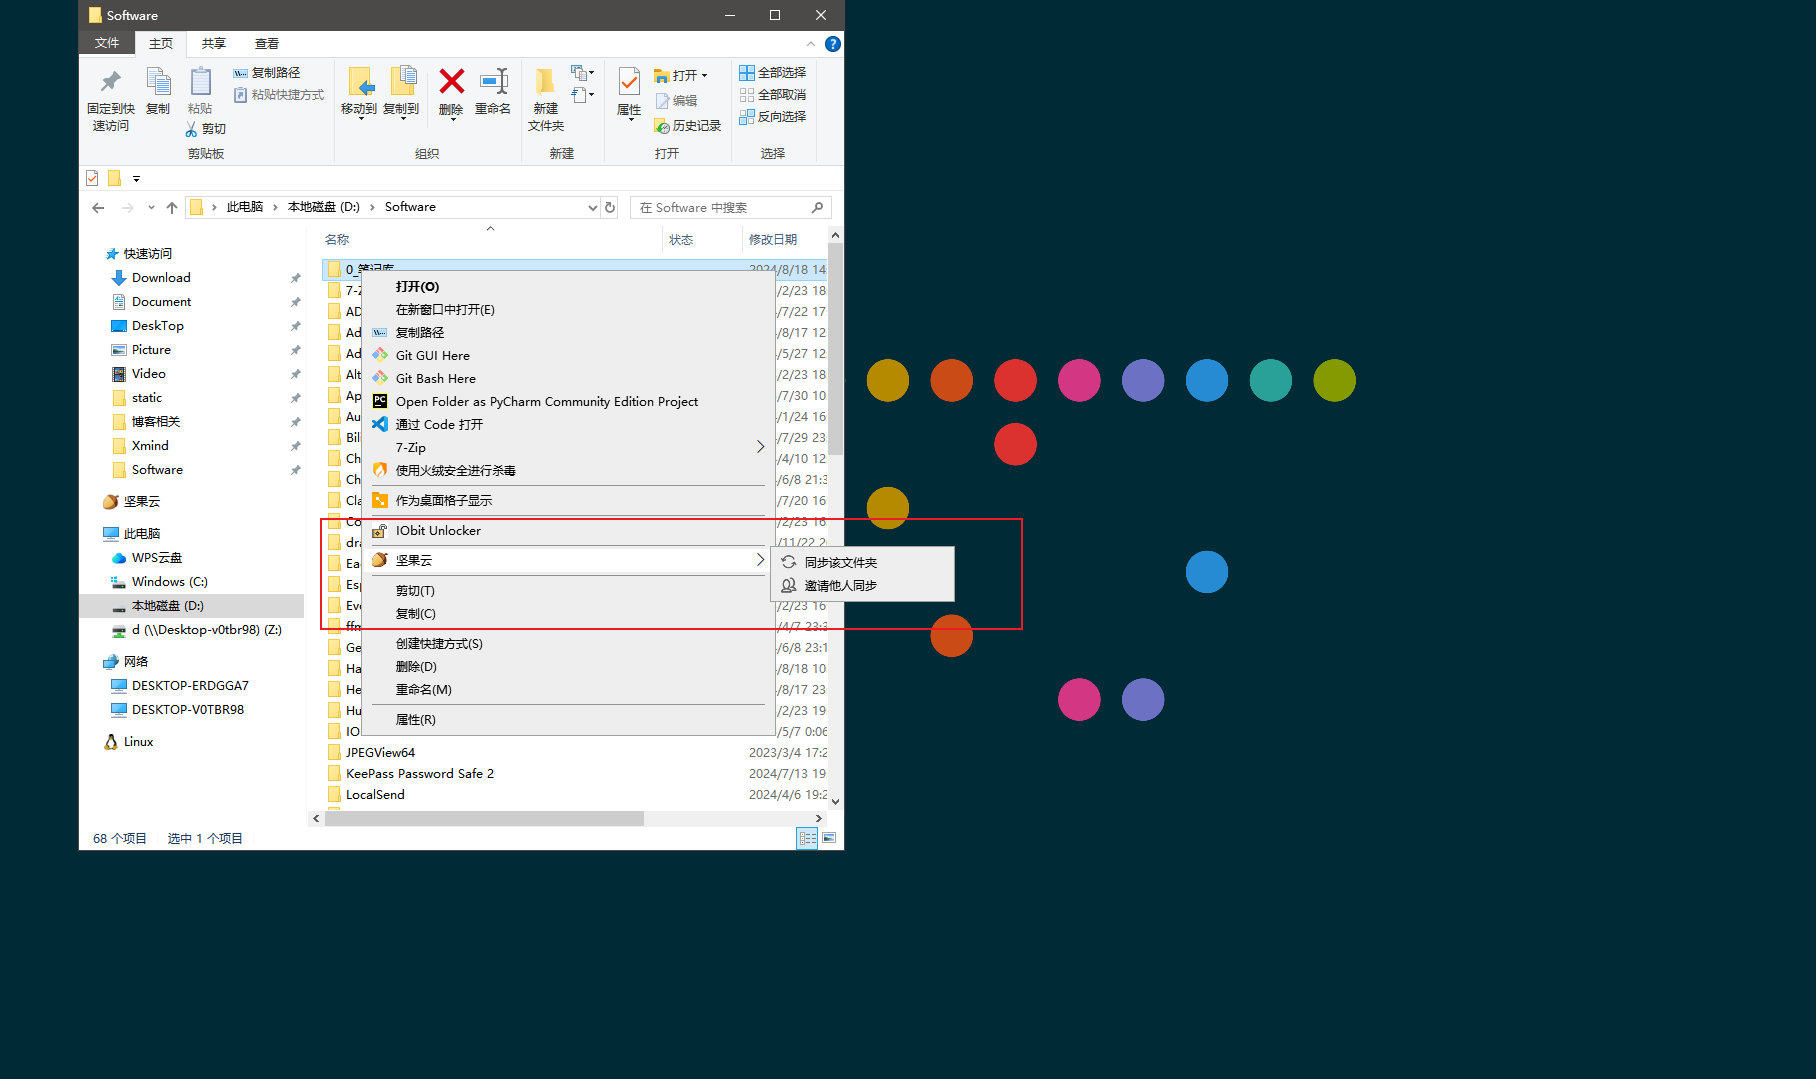 Software
文件 主页 共享 查看
固定到快速访问
复制
粘贴
复制路径
粘贴快捷方式
剪切
剪贴板
移动到
复制到
删除
重命名
组织
新建文件夹
新建
属性
打开
编辑
历史记录
打开
全部选择
全部取消
反向选择
选择
此电脑 本地磁盘 (D:) Software
在 Software 中搜索
快速访问
Download
Document
DeskTop
Picture
Video
static
博客相关
Xmind
Software
坚果云
此电脑
WPS云盘
Windows (C:)
本地磁盘 (D:)
d (\\Desktop-v0tbr98) (Z:)
网络
DESKTOP-ERDGGA7
DESKTOP-V0TBR98
Linux
名称 状态 修改日期
0_笔记库 2024/8/18 14
7-Z /2/23 18
AD /7/22 17
Ad /8/17 12
Ad /5/27 12
Alt /2/23 18
Ap /7/30 10
Au /1/24 16
Bili /7/29 23
Ch /4/10 12
Ch /6/8 21:3
Cla /7/20 16
Co /2/23 16
dra /11/22 2
Ea
Esp
Eve /2/23 16
ffm /4/7 23:3
Ge /6/8 23:1
Ha /8/18 10
He /8/17 23
Hu /2/23 19
IO /5/7 0:06
JPEGView64 2023/3/4 17:2
KeePass Password Safe 2 2024/7/13 19
LocalSend 2024/4/6 19:2
打开(O)
在新窗口中打开(E)
复制路径
Git GUI Here
Git Bash Here
Open Folder as PyCharm Community Edition Project
通过 Code 打开
7-Zip
使用火绒安全进行杀毒
作为桌面格子显示
IObit Unlocker
坚果云
剪切(T)
复制(C)
创建快捷方式(S)
删除(D)
重命名(M)
属性(R)
同步该文件夹
邀请他人同步
68 个项目 选中 1 个项目